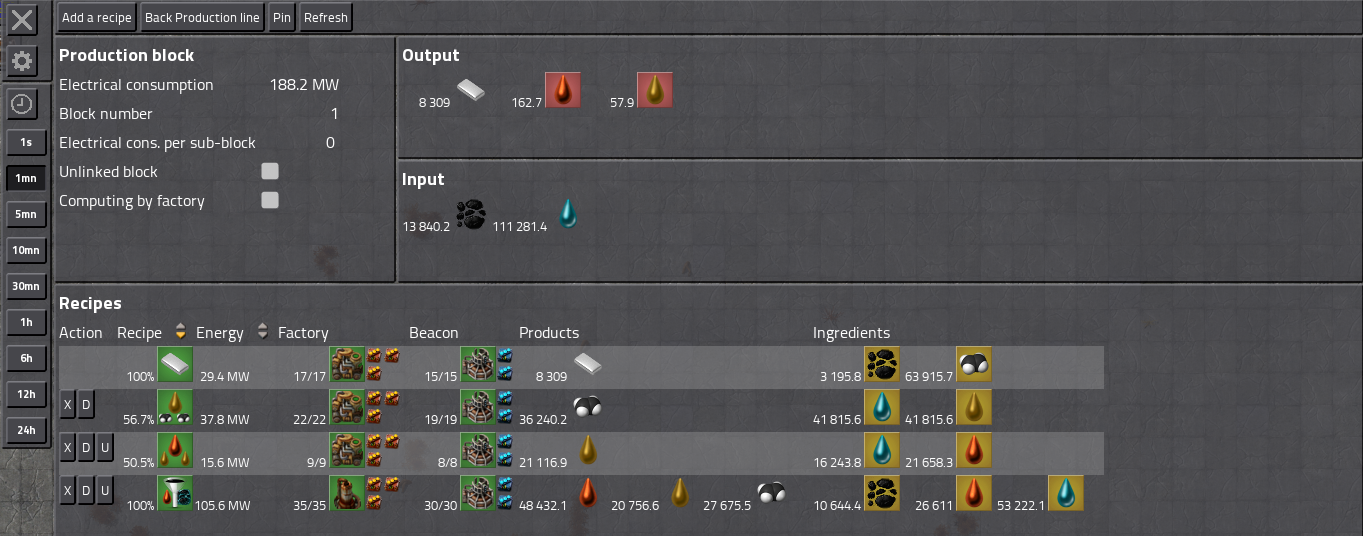 Add a recipe Back Production line Pin Refresh
Production block
Electrical consumption 188.2 MW
Block number 1
Electrical cons. per sub-block 0
Unlinked block
Computing by factory
Output
8 309 162.7 57.9
Input
13 840.2 111 281.4
1s
1mn
5mn
10mn
30mn
1h
6h
12h
24h
Recipes
Action Recipe Energy Factory Beacon Products Ingredients
100% 29.4 MW 17/17 15/15 8 309 3 195.8 63 915.7
X D 56.7% 37.8 MW 22/22 19/19 36 240.2 41 815.6 41 815.6
X D U 50.5% 15.6 MW 9/9 8/8 21 116.9 16 243.8 21 658.3
X D U 100% 105.6 MW 35/35 30/30 48 432.1 20 756.6 27 675.5 10 644.4 26 611 53 222.1